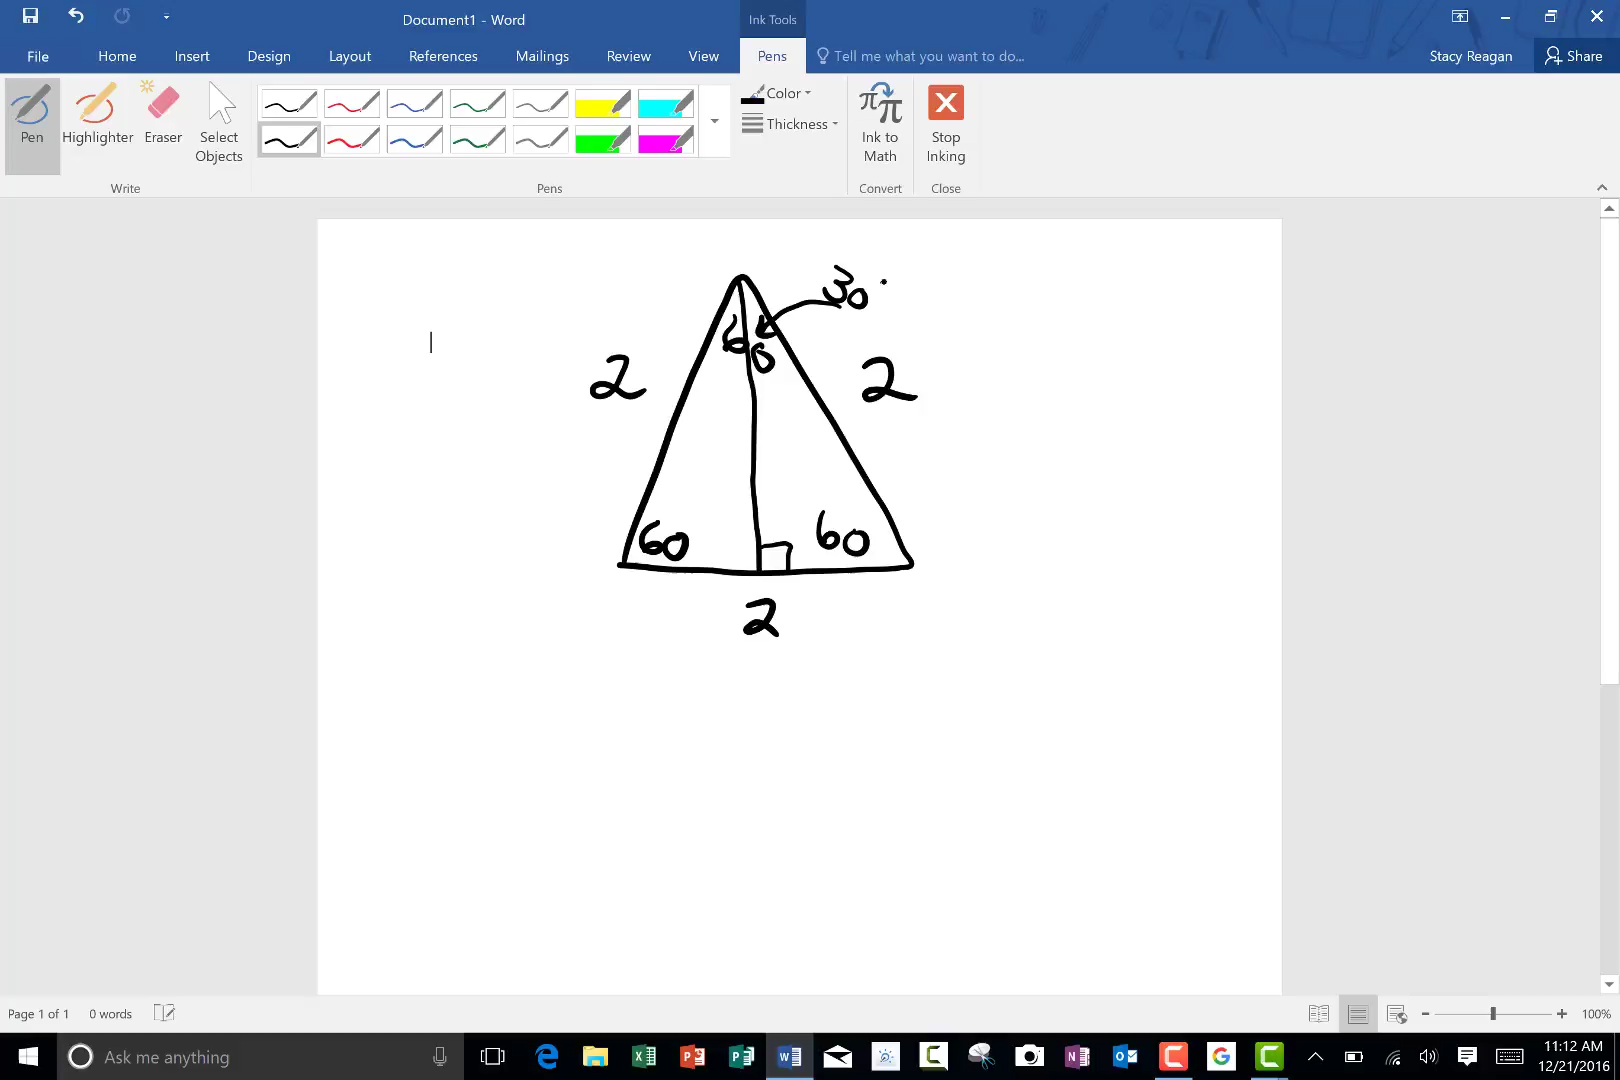 Document1 - Word
Ink Tools
File Home Insert Design Layout References Mailings Review View Pens Tell me what you want to do... Stacy Reagan Share
Pen Highlighter Eraser Select Objects
Color
Thickness
Ink to Math
Stop Inking
Write Pens Convert Close
30
60
2 2
60 60
2
Page 1 of 1 0 words 100%
Ask me anything
11:12 AM
12/21/2016